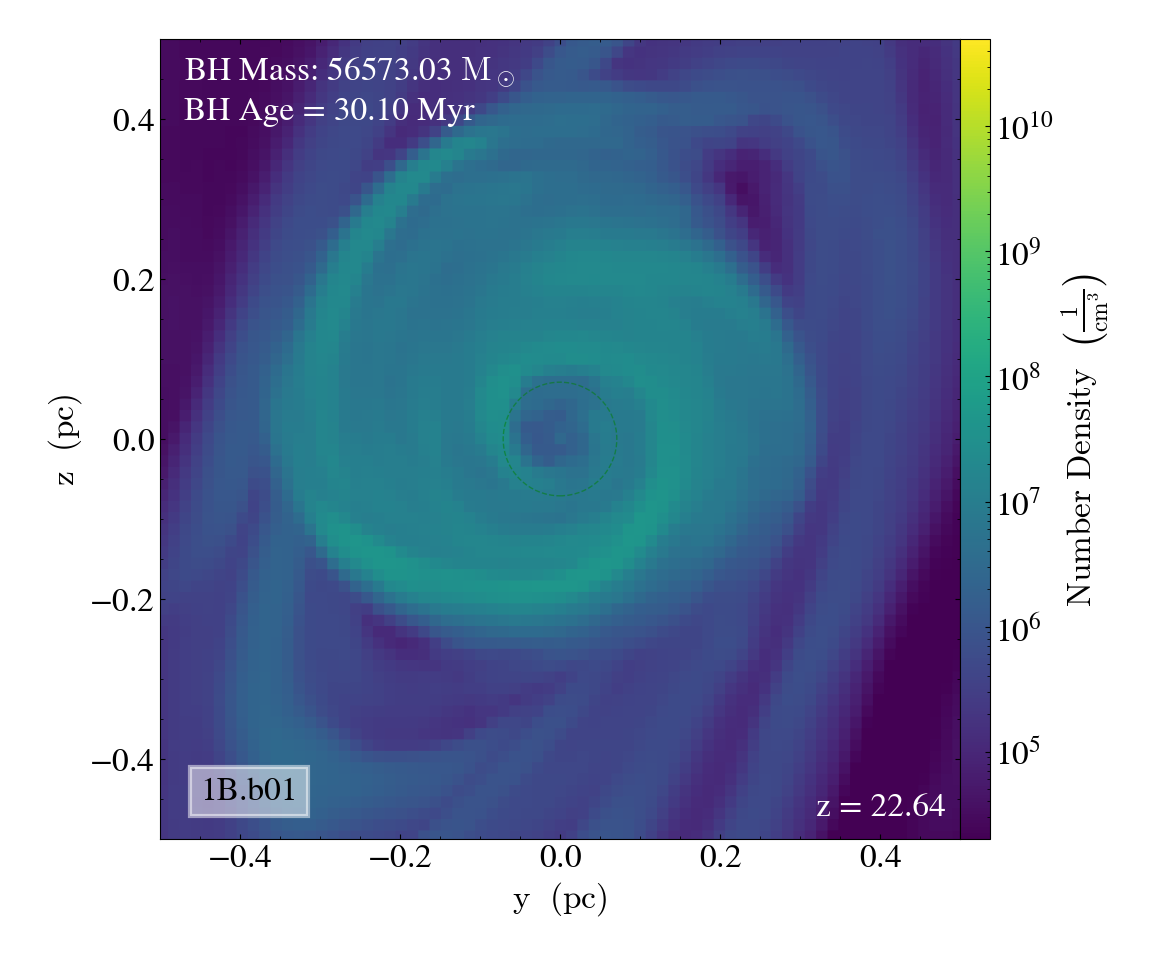 BH Mass: 56573.03 M⊙
BH Age = 30.10 Myr
0.4
0.2
0.0
−0.2
−0.4
z (pc)
1B.b01
z = 22.64
−0.4 −0.2 0.0 0.2 0.4
y (pc)
10¹⁰
10⁹
10⁸
10⁷
10⁶
10⁵
Number Density (1/cm³)